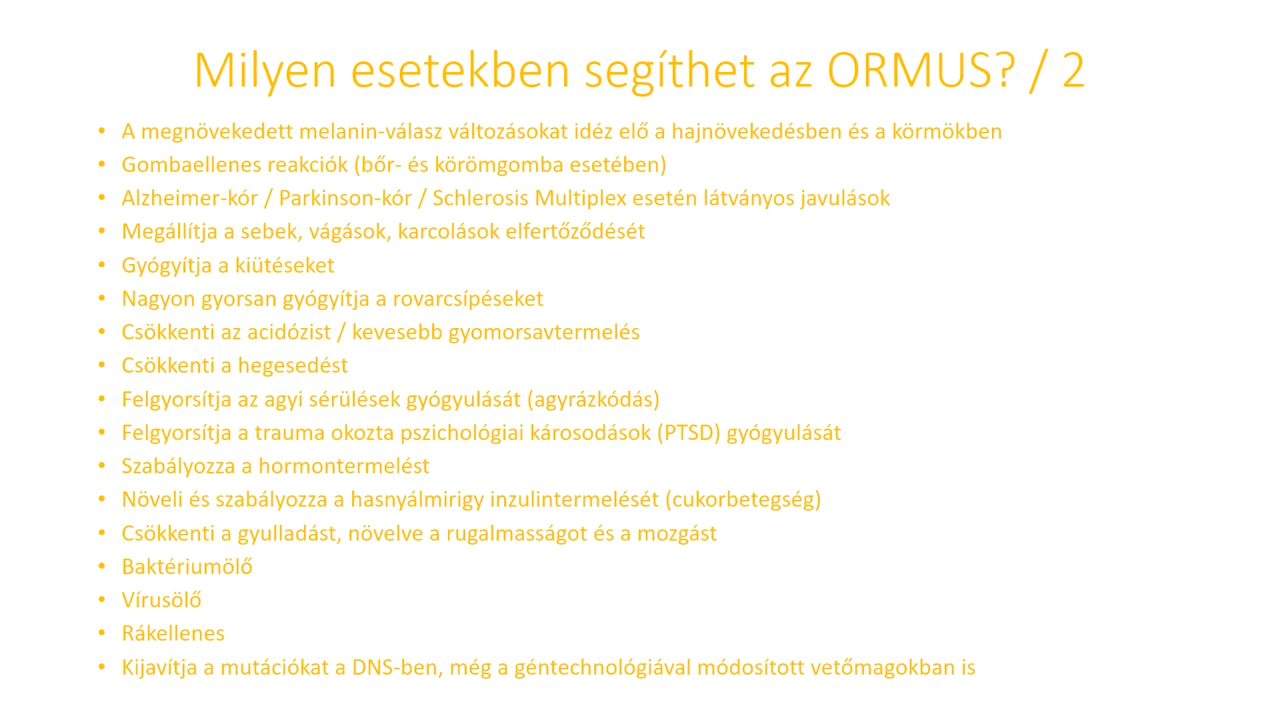 Milyen esetekben segíthet az ORMUS? / 2
• A megnövekedett melanin-válasz változásokat idéz elő a hajnövekedésben és a körmökben
• Gombaellenes reakciók (bőr- és körömgomba esetében)
• Alzheimer-kór / Parkinson-kór / Schlerosis Multiplex esetén látványos javulások
• Megállítja a sebek, vágások, karcolások elfertőződését
• Gyógyítja a kiütéseket
• Nagyon gyorsan gyógyítja a rovarcsípéseket
• Csökkenti az acidózist / kevesebb gyomorsavtermelés
• Csökkenti a hegesedést
• Felgyorsítja az agyi sérülések gyógyulását (agyrázkódás)
• Felgyorsítja a trauma okozta pszichológiai károsodások (PTSD) gyógyulását
• Szabályozza a hormontermelést
• Növeli és szabályozza a hasnyálmirigy inzulintermelését (cukorbetegség)
• Csökkenti a gyulladást, növelve a rugalmasságot és a mozgást
• Baktériumölő
• Vírusölő
• Rákellenes
• Kijavítja a mutációkat a DNS-ben, még a géntechnológiával módosított vetőmagokban is